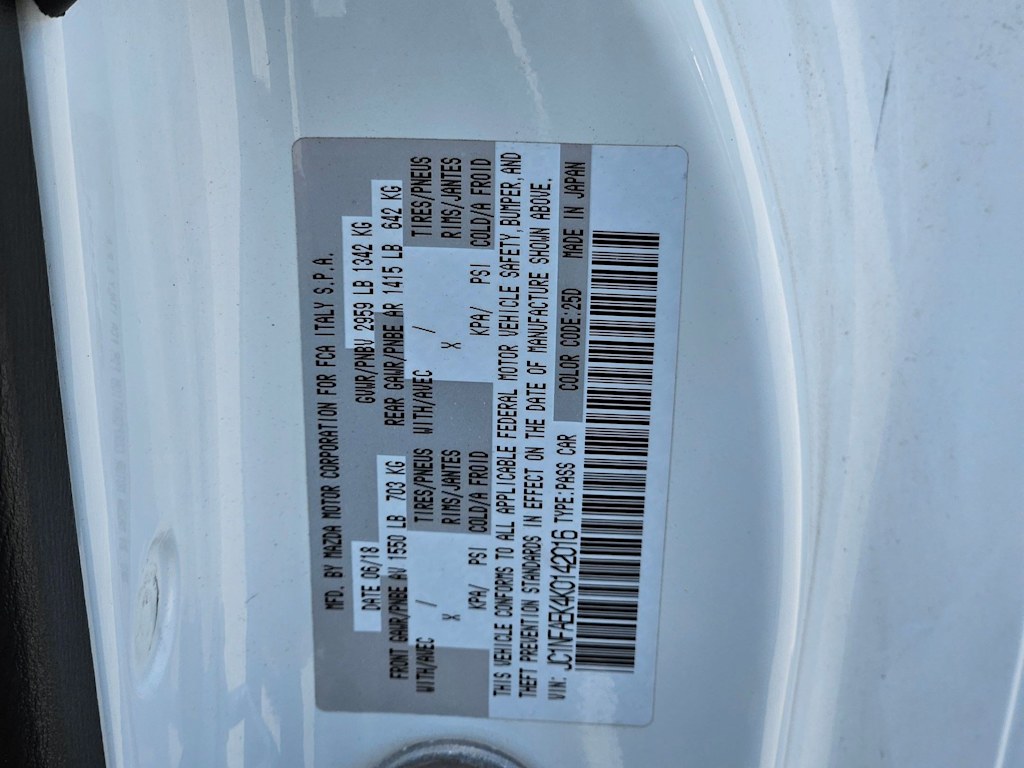 MFD. BY MAZDA MOTOR CORPORATION FOR FCA ITALY S.P.A.
DATE 06/18 GVWR/PNBV 2959 LB 1342 KG
FRONT GAWR/PNBE AV 1550 LB 703 KG REAR GAWR/PNBE AR 1415 LB 642 KG
WITH/AVEC / TIRES/PNEUS WITH/AVEC / TIRES/PNEUS
X RIMS/JANTES X RIMS/JANTES
KPA/ PSI COLD/A FROID KPA/ PSI COLD/A FROID
THIS VEHICLE CONFORMS TO ALL APPLICABLE FEDERAL MOTOR VEHICLE SAFETY, BUMPER, AND
THEFT PREVENTION STANDARDS IN EFFECT ON THE DATE OF MANUFACTURE SHOWN ABOVE.
VIN: JC1NFAEK4K0142016 TYPE:PASS CAR COLOR CODE:25D MADE IN JAPAN